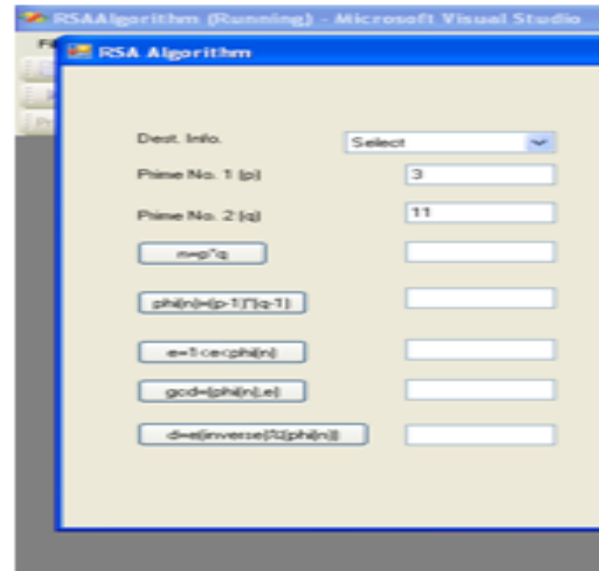 RSAAlgorithm (Running) - Microsoft Visual Studio
RSA Algorithm
Dest. Info.
Select
Prime No. 1 (p)
3
Prime No. 2 (q)
11
n=p*q
phi(n)=(p-1)*(q-1)
e=1<e<phi(n)
gcd=(phi(n),e)